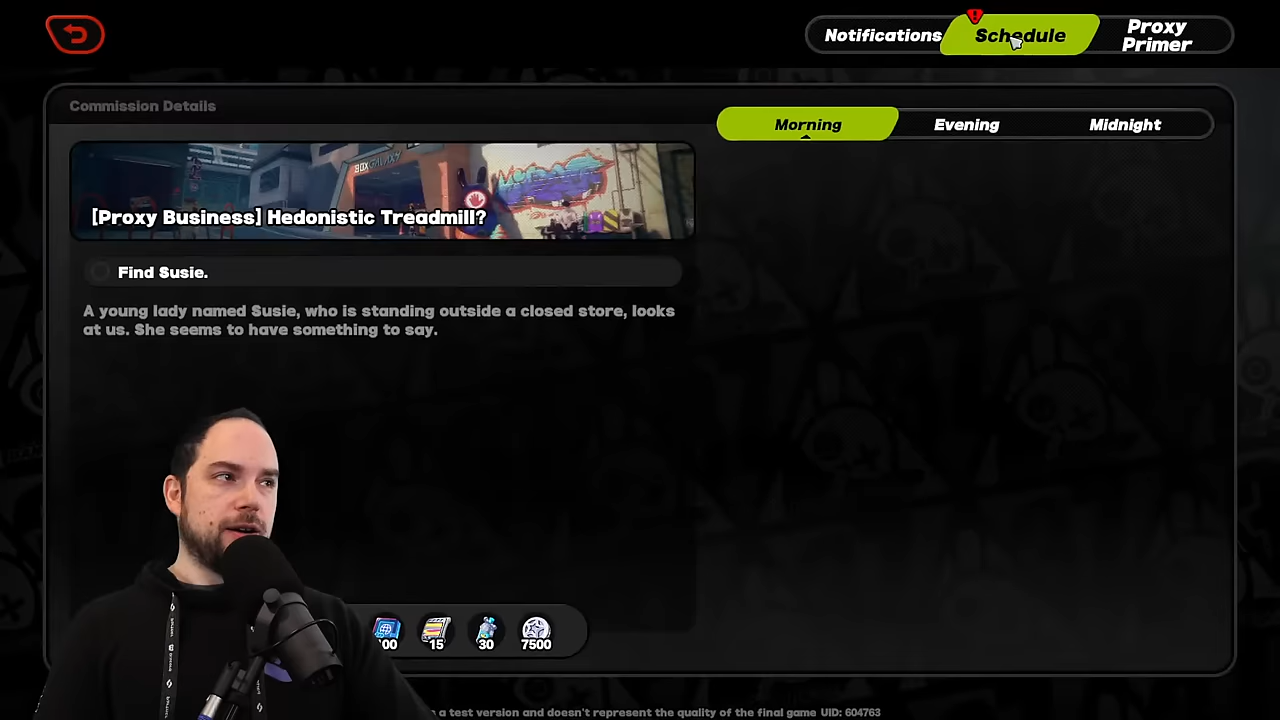 Notifications
Schedule
Proxy
Primer
Commission Details
Morning
Evening
Midnight
BOX GALAXY
[Proxy Business] Hedonistic Treadmill?
Find Susie.
A young lady named Susie, who is standing outside a closed store, looks
at us. She seems to have something to say.
15
30
7500
a test version and doesn't represent the quality of the final game UID: 604763